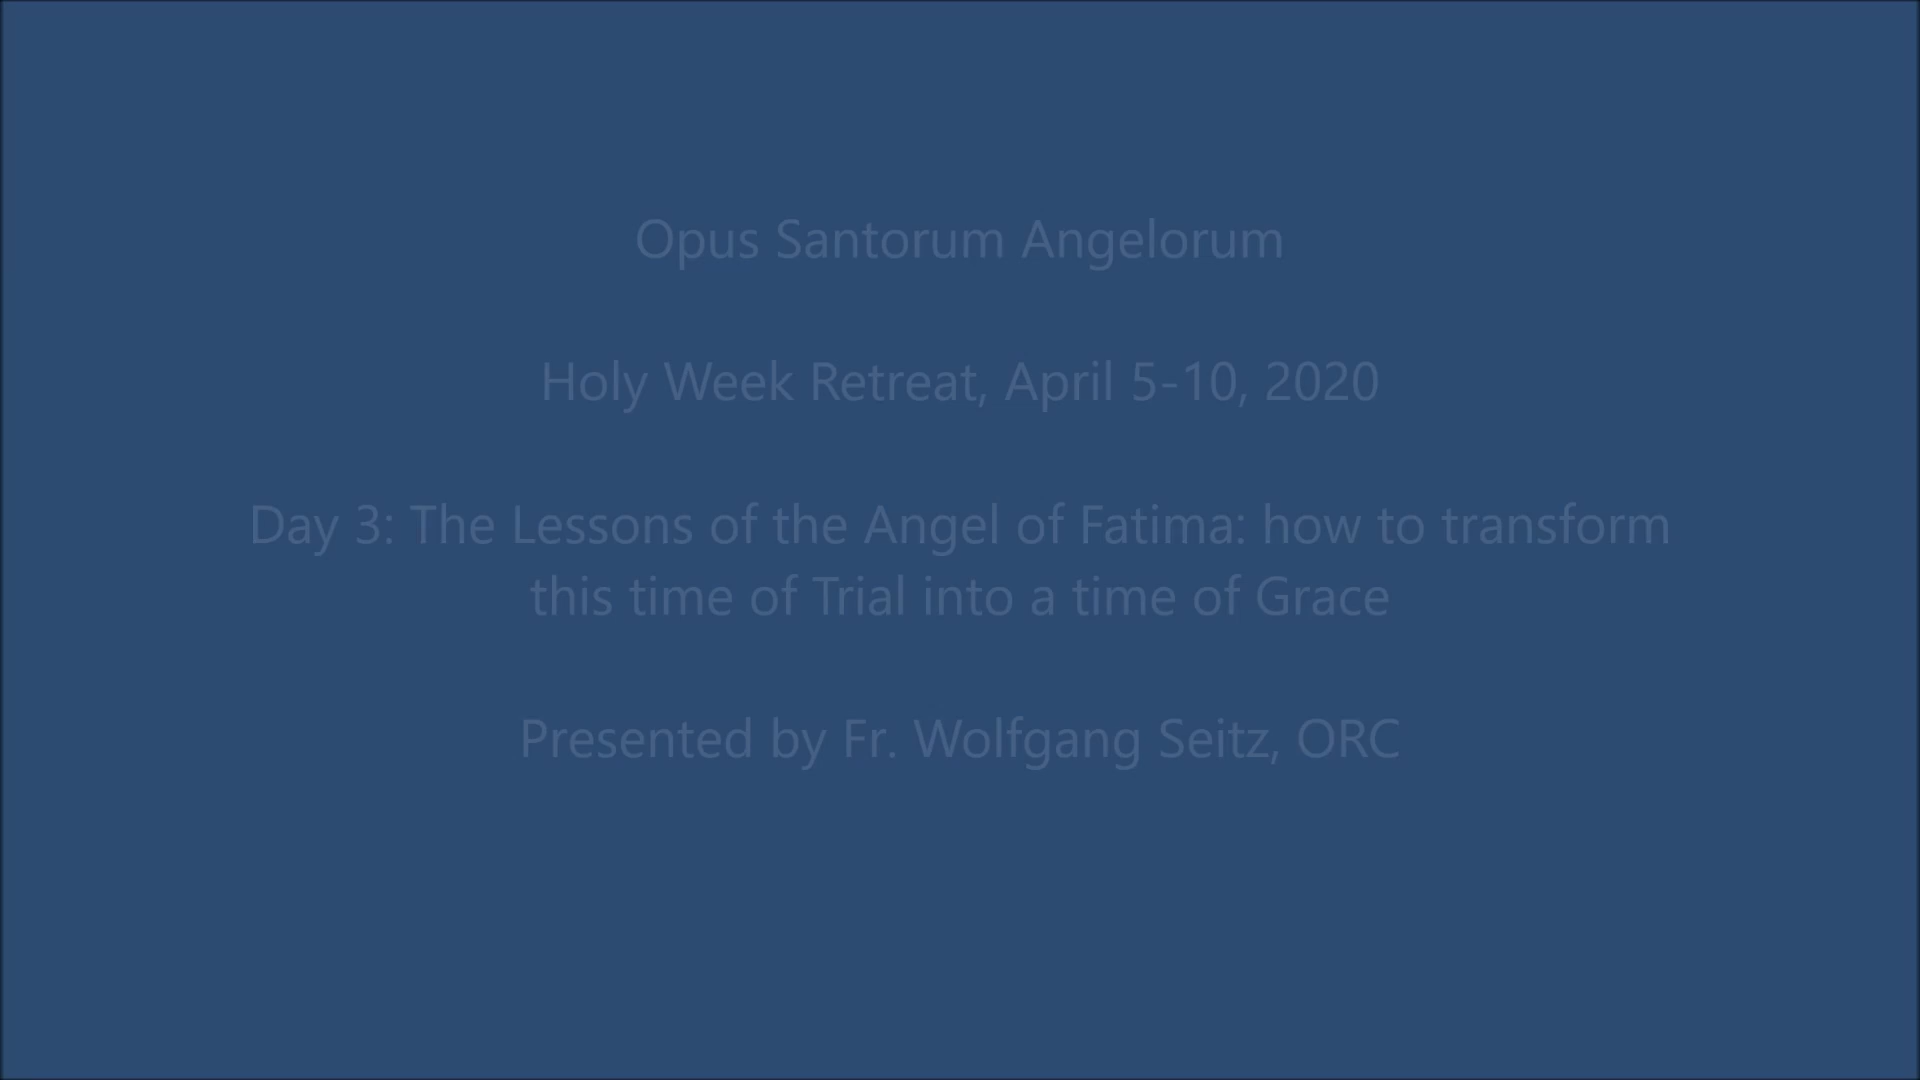 Opus Santorum Angelorum
Holy Week Retreat, April 5-10, 2020
Day 3: The Lessons of the Angel of Fatima: how to transform
this time of Trial into a time of Grace
Presented by Fr. Wolfgang Seitz, ORC